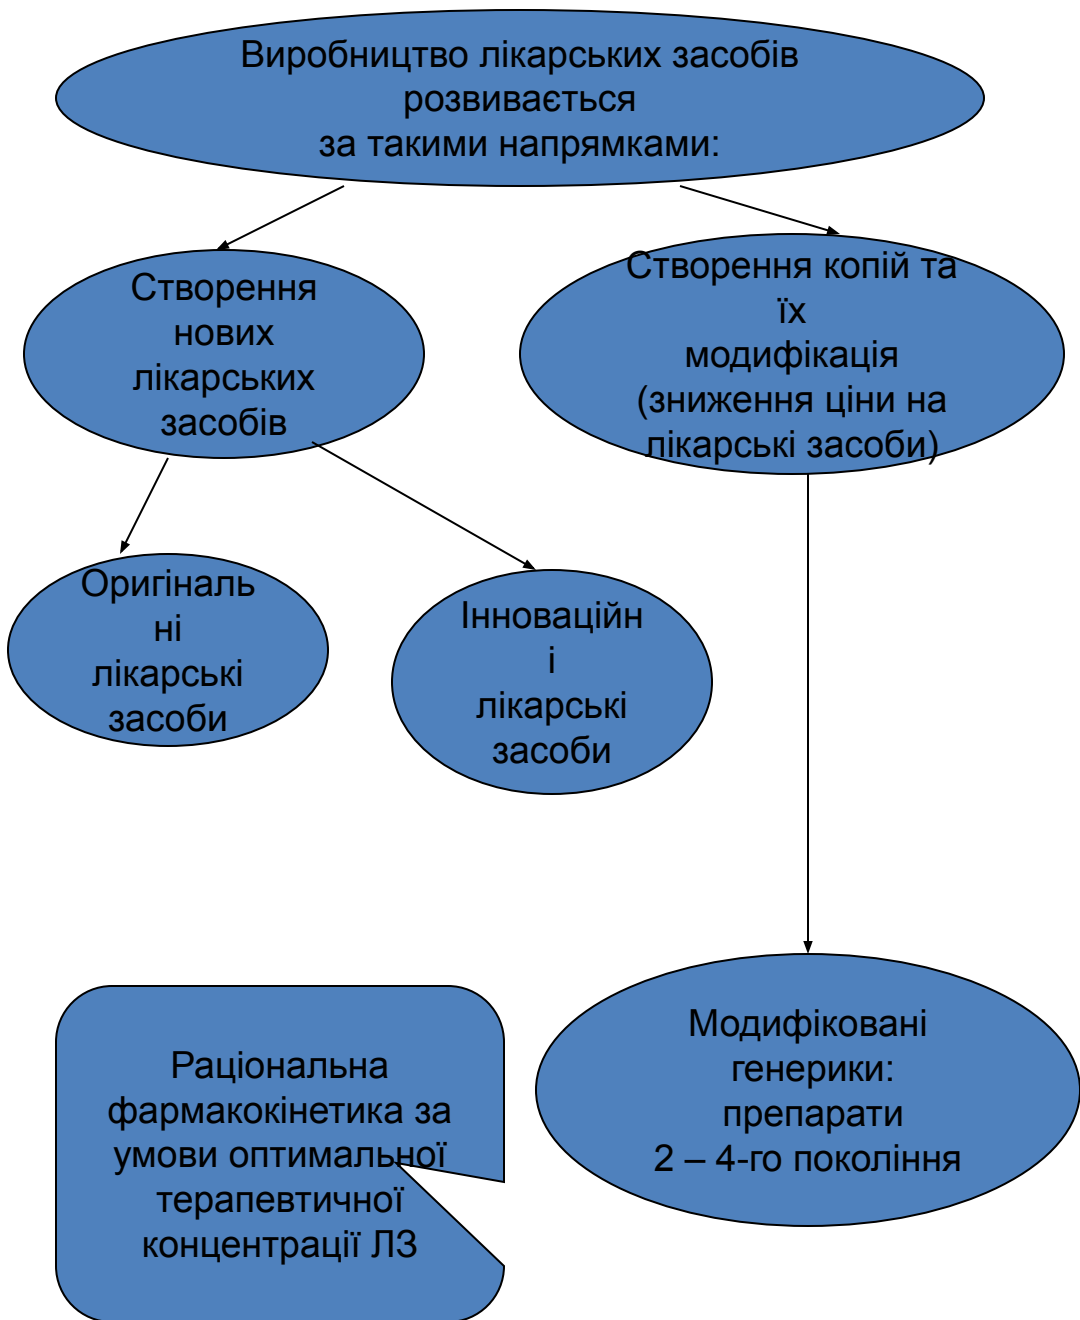 Виробництво лікарських засобів
розвивається
за такими напрямками:
Створення
нових
лікарських
засобів
Створення копій та
їх
модифікація
(зниження ціни на
лікарські засоби)
Оригіналь
ні
лікарські
засоби
Інноваційн
і
лікарські
засоби
Раціональна
фармакокінетика за
умови оптимальної
терапевтичної
концентрації ЛЗ
Модифіковані
генерики:
препарати
2 – 4-го покоління